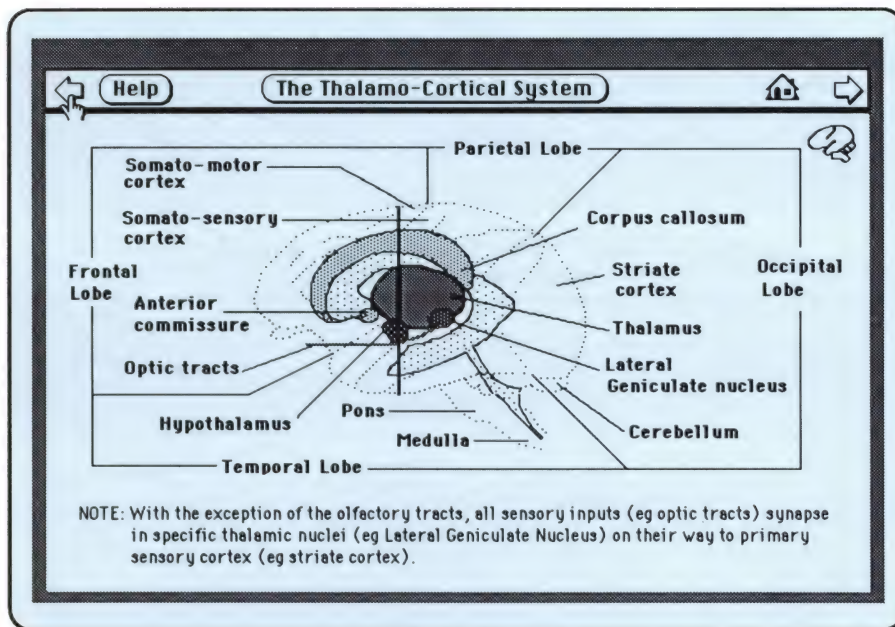 Help
The Thalamo-Cortical System
Parietal Lobe
Somato-motor
cortex
Somato-sensory
cortex
Corpus callosum
Frontal
Lobe
Striate
cortex
Occipital
Lobe
Anterior
commissure
Thalamus
Optic tracts
Lateral
Geniculate nucleus
Hypothalamus
Pons
Medulla
Cerebellum
Temporal Lobe
NOTE: With the exception of the olfactory tracts, all sensory inputs (eg optic tracts) synapse
in specific thalamic nuclei (eg Lateral Geniculate Nucleus) on their way to primary
sensory cortex (eg striate cortex).